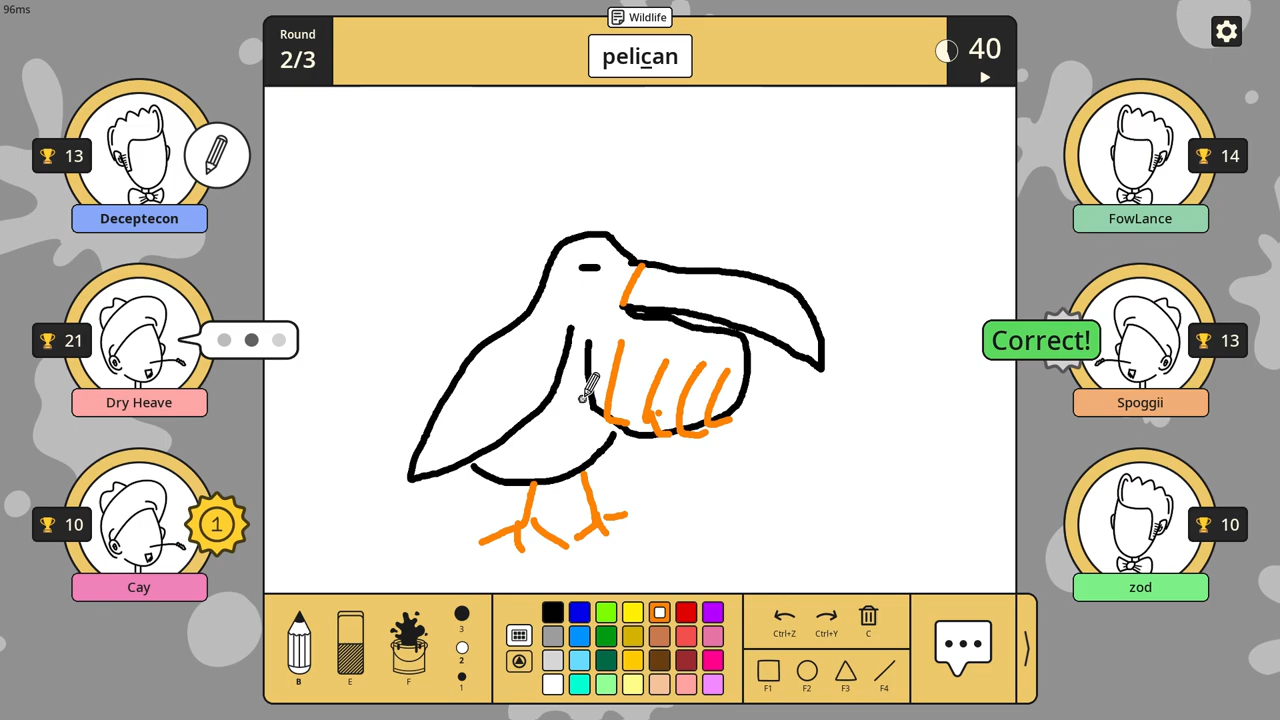 96ms
Wildlife
Round
2/3
pelican
40
13
Deceptecon
14
FowLance
21
Dry Heave
Correct!
13
Spoggii
10
1
Cay
10
zod
B
E
F
3
2
1
Ctrl+Z
Ctrl+Y
C
F1
F2
F3
F4